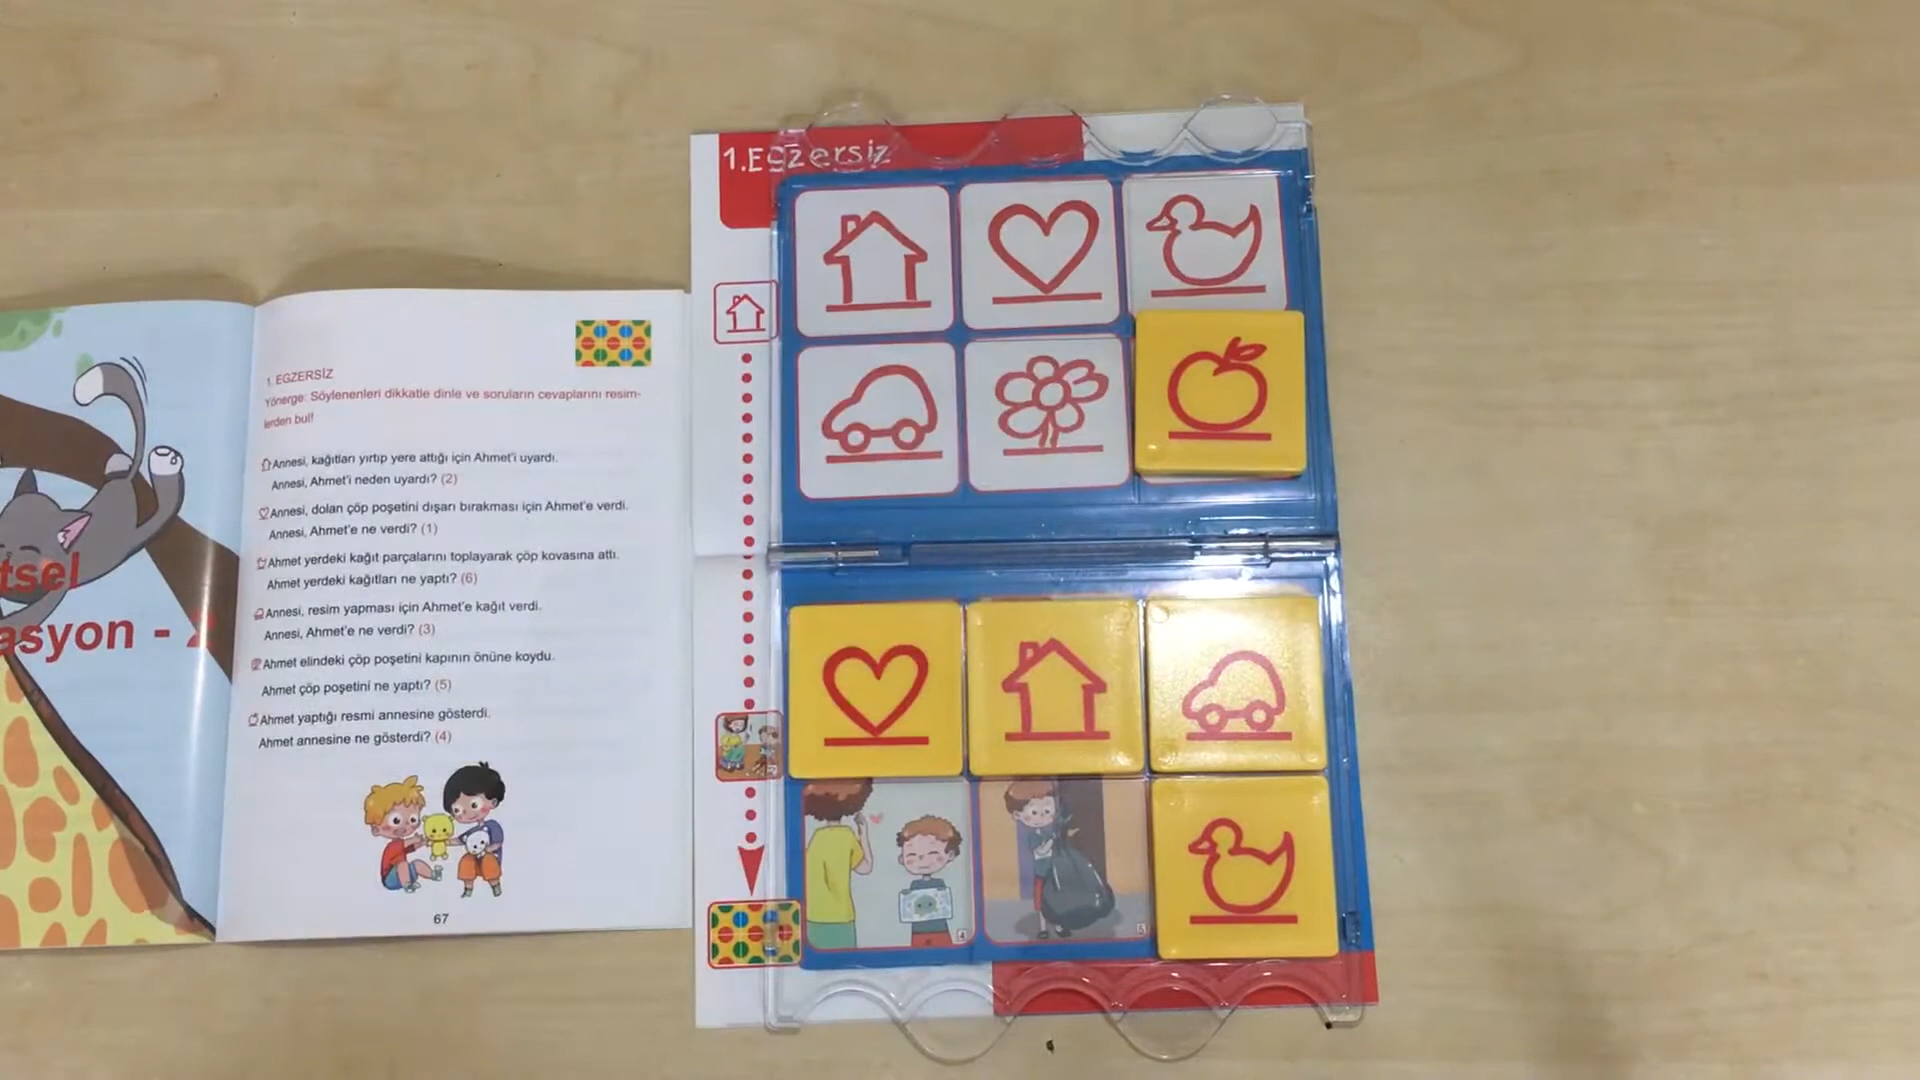 tsel
asyon - 2
1. EGZERSİZ
Yönerge: Söylenenleri dikkatle dinle ve soruların cevaplarını resim-
lerden bul!
Annesi, kağıtları yırtıp yere attığı için Ahmet'i uyardı.
Annesi, Ahmet'i neden uyardı? (2)
Annesi, dolan çöp poşetini dışarı bırakması için Ahmet'e verdi.
Annesi, Ahmet'e ne verdi? (1)
Ahmet yerdeki kağıt parçalarını toplayarak çöp kovasına attı.
Ahmet yerdeki kağıtları ne yaptı? (6)
Annesi, resim yapması için Ahmet'e kağıt verdi.
Annesi, Ahmet'e ne verdi? (3)
Ahmet elindeki çöp poşetini kapının önüne koydu.
Ahmet çöp poşetini ne yaptı? (5)
Ahmet yaptığı resmi annesine gösterdi.
Ahmet annesine ne gösterdi? (4)
67
1.Egzersiz
4
5